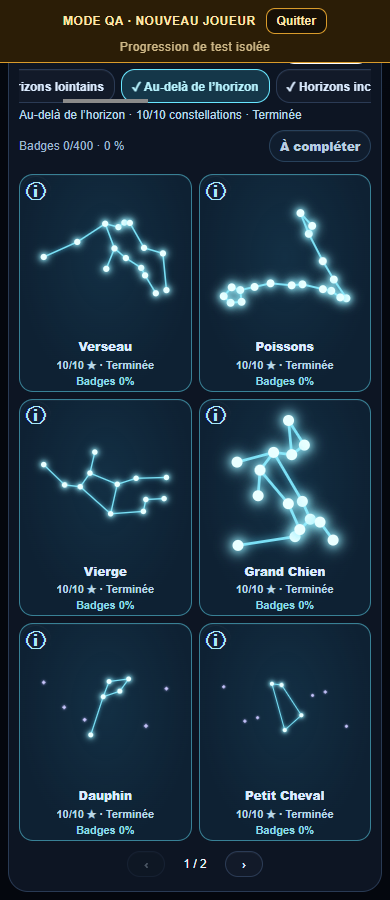 MODE QA · NOUVEAU JOUEUR Quitter
Progression de test isolée
rizons lointains ✓ Au-delà de l'horizon ✓ Horizons inc
Au-delà de l'horizon · 10/10 constellations · Terminée
Badges 0/400 · 0 % À compléter
Verseau Poissons
10/10 ★ · Terminée 10/10 ★ · Terminée
Badges 0% Badges 0%
Vierge Grand Chien
10/10 ★ · Terminée 10/10 ★ · Terminée
Badges 0% Badges 0%
Dauphin Petit Cheval
10/10 ★ · Terminée 10/10 ★ · Terminée
Badges 0% Badges 0%
‹ 1 / 2 ›